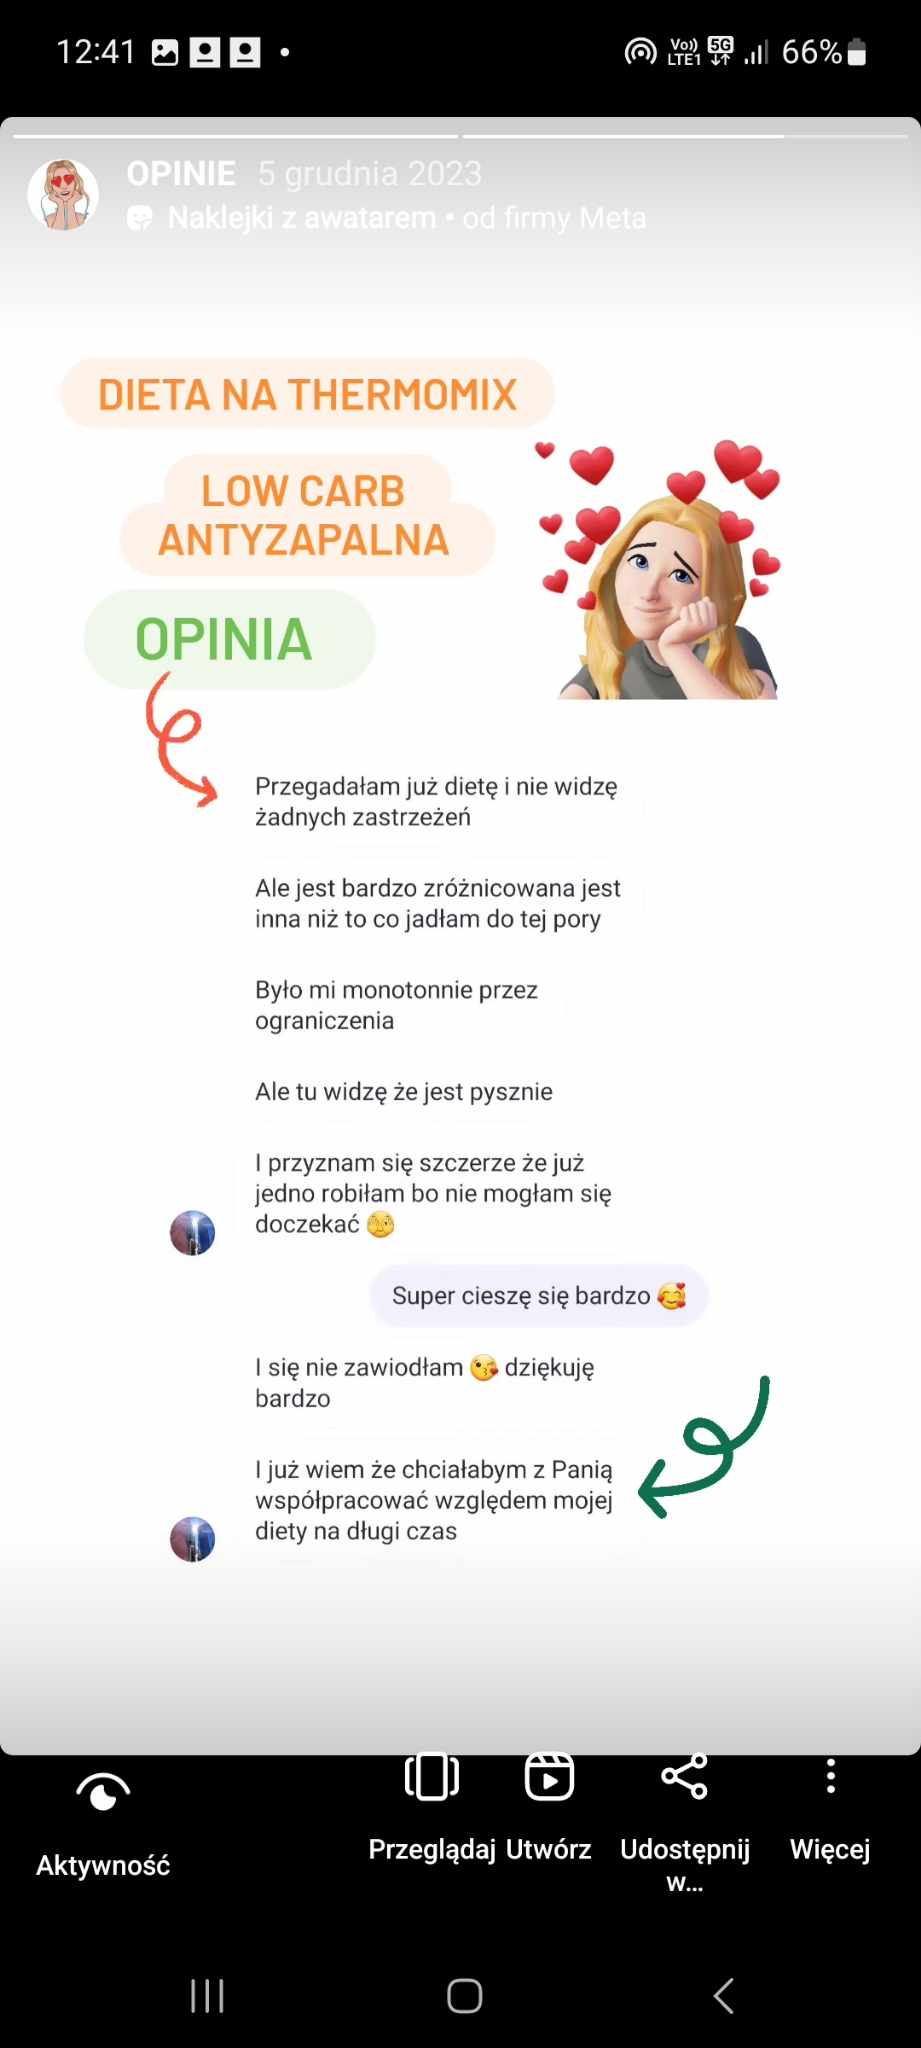 12:41
Vo))
LTE1
5G
66%
OPINIE 5 grudnia 2023
Naklejki z awatarem • od firmy Meta
DIETA NA THERMOMIX
LOW CARB
ANTYZAPALNA
OPINIA
Przegadałam już dietę i nie widzę
żadnych zastrzeżeń
Ale jest bardzo zróżnicowana jest
inna niż to co jadłam do tej pory
Było mi monotonnie przez
ograniczenia
Ale tu widzę że jest pysznie
I przyznam się szczerze że już
jedno robiłam bo nie mogłam się
doczekać 🫣
Super cieszę się bardzo 🥰
I się nie zawiodłam 😘 dziękuję
bardzo
I już wiem że chciałabym z Panią
współpracować względem mojej
diety na długi czas
Aktywność
Przeglądaj
Utwórz
Udostępnij
w...
Więcej